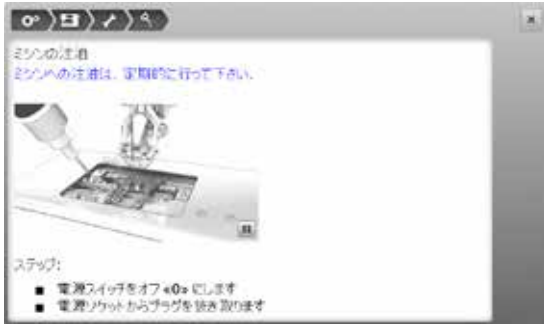 ミシンの注油
ミシンへの注油は、定期的に行って下さい。
ステップ:
■ 電源スイッチをオフ «0» にします
■ 電源ソケットからプラグを抜き取ります